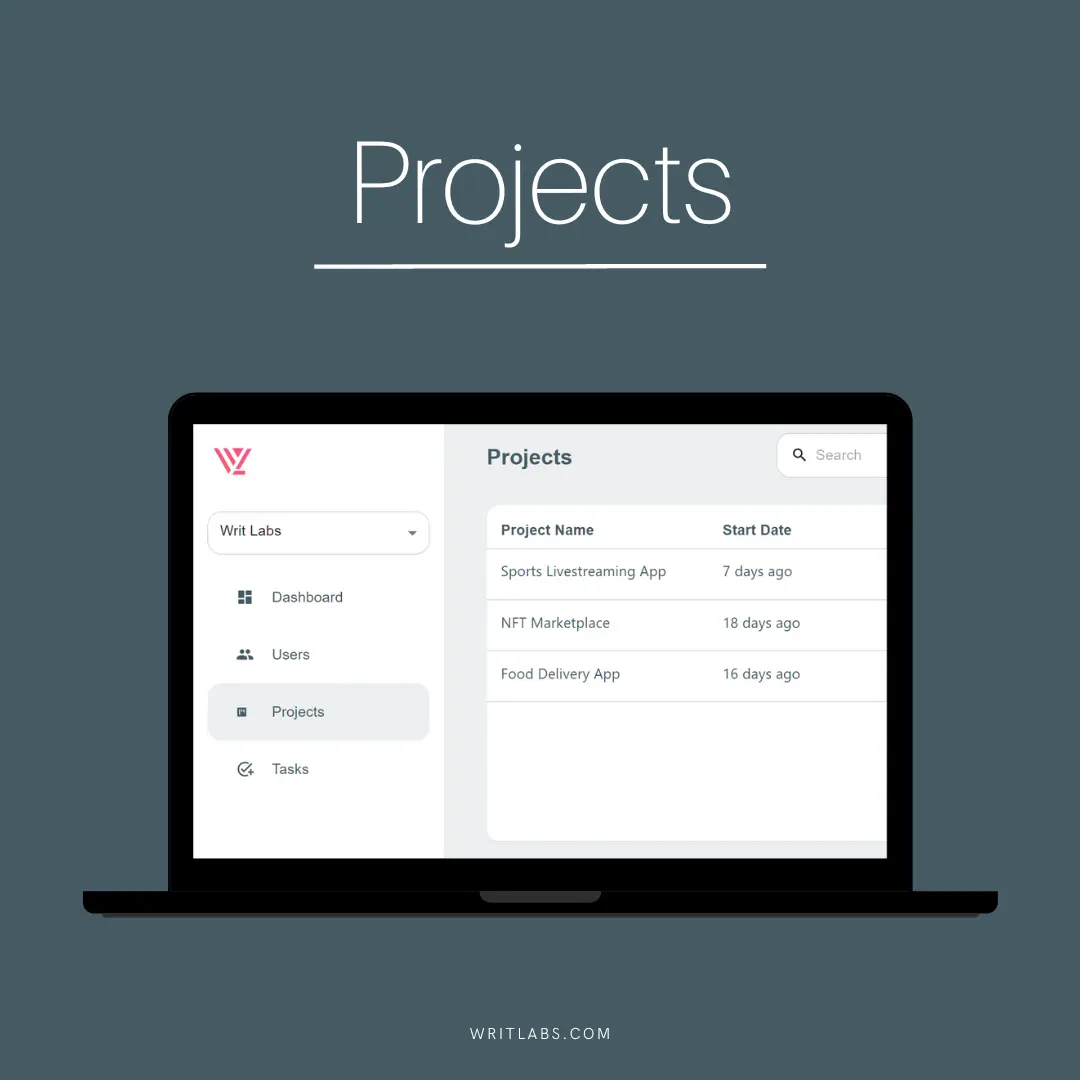 Projects
Writ Labs
Dashboard
Users
Projects
Tasks
Projects
Search
Project Name Start Date
Sports Livestreaming App 7 days ago
NFT Marketplace 18 days ago
Food Delivery App 16 days ago
WRITLABS.COM